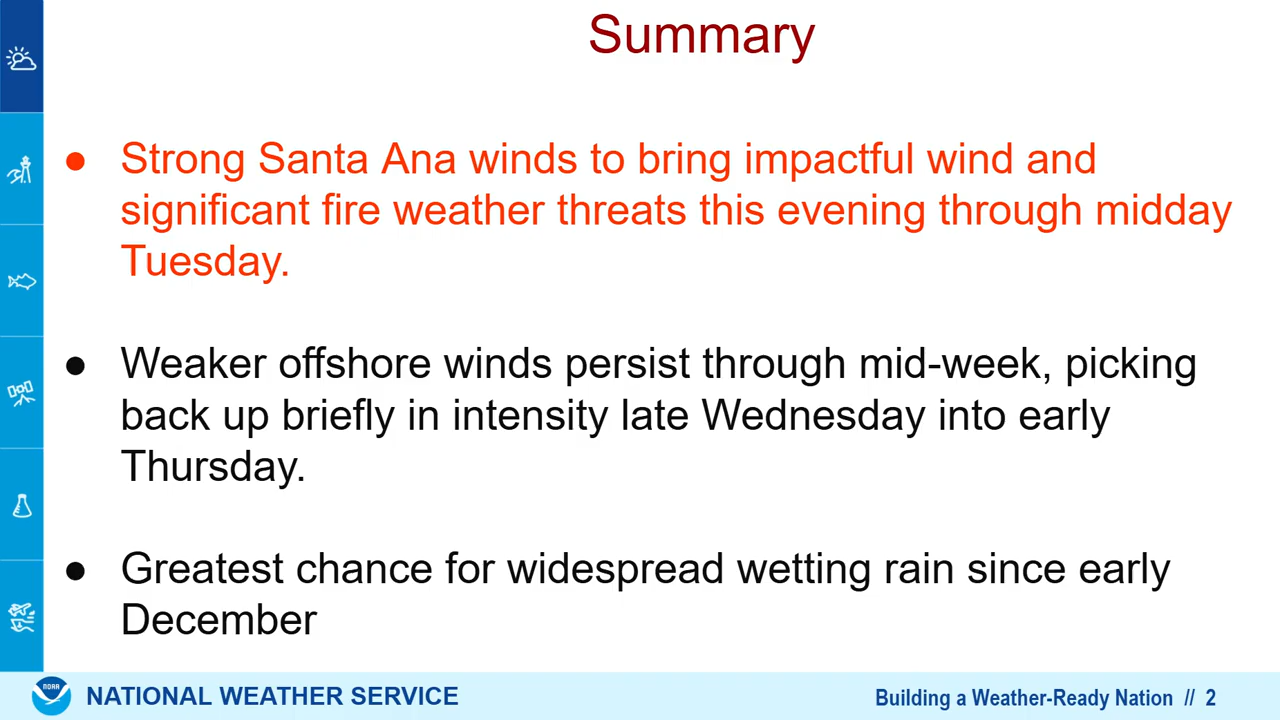 Summary
● Strong Santa Ana winds to bring impactful wind and
significant fire weather threats this evening through midday
Tuesday.
● Weaker offshore winds persist through mid-week, picking
back up briefly in intensity late Wednesday into early
Thursday.
● Greatest chance for widespread wetting rain since early
December
NOAA
NATIONAL WEATHER SERVICE
Building a Weather-Ready Nation // 2